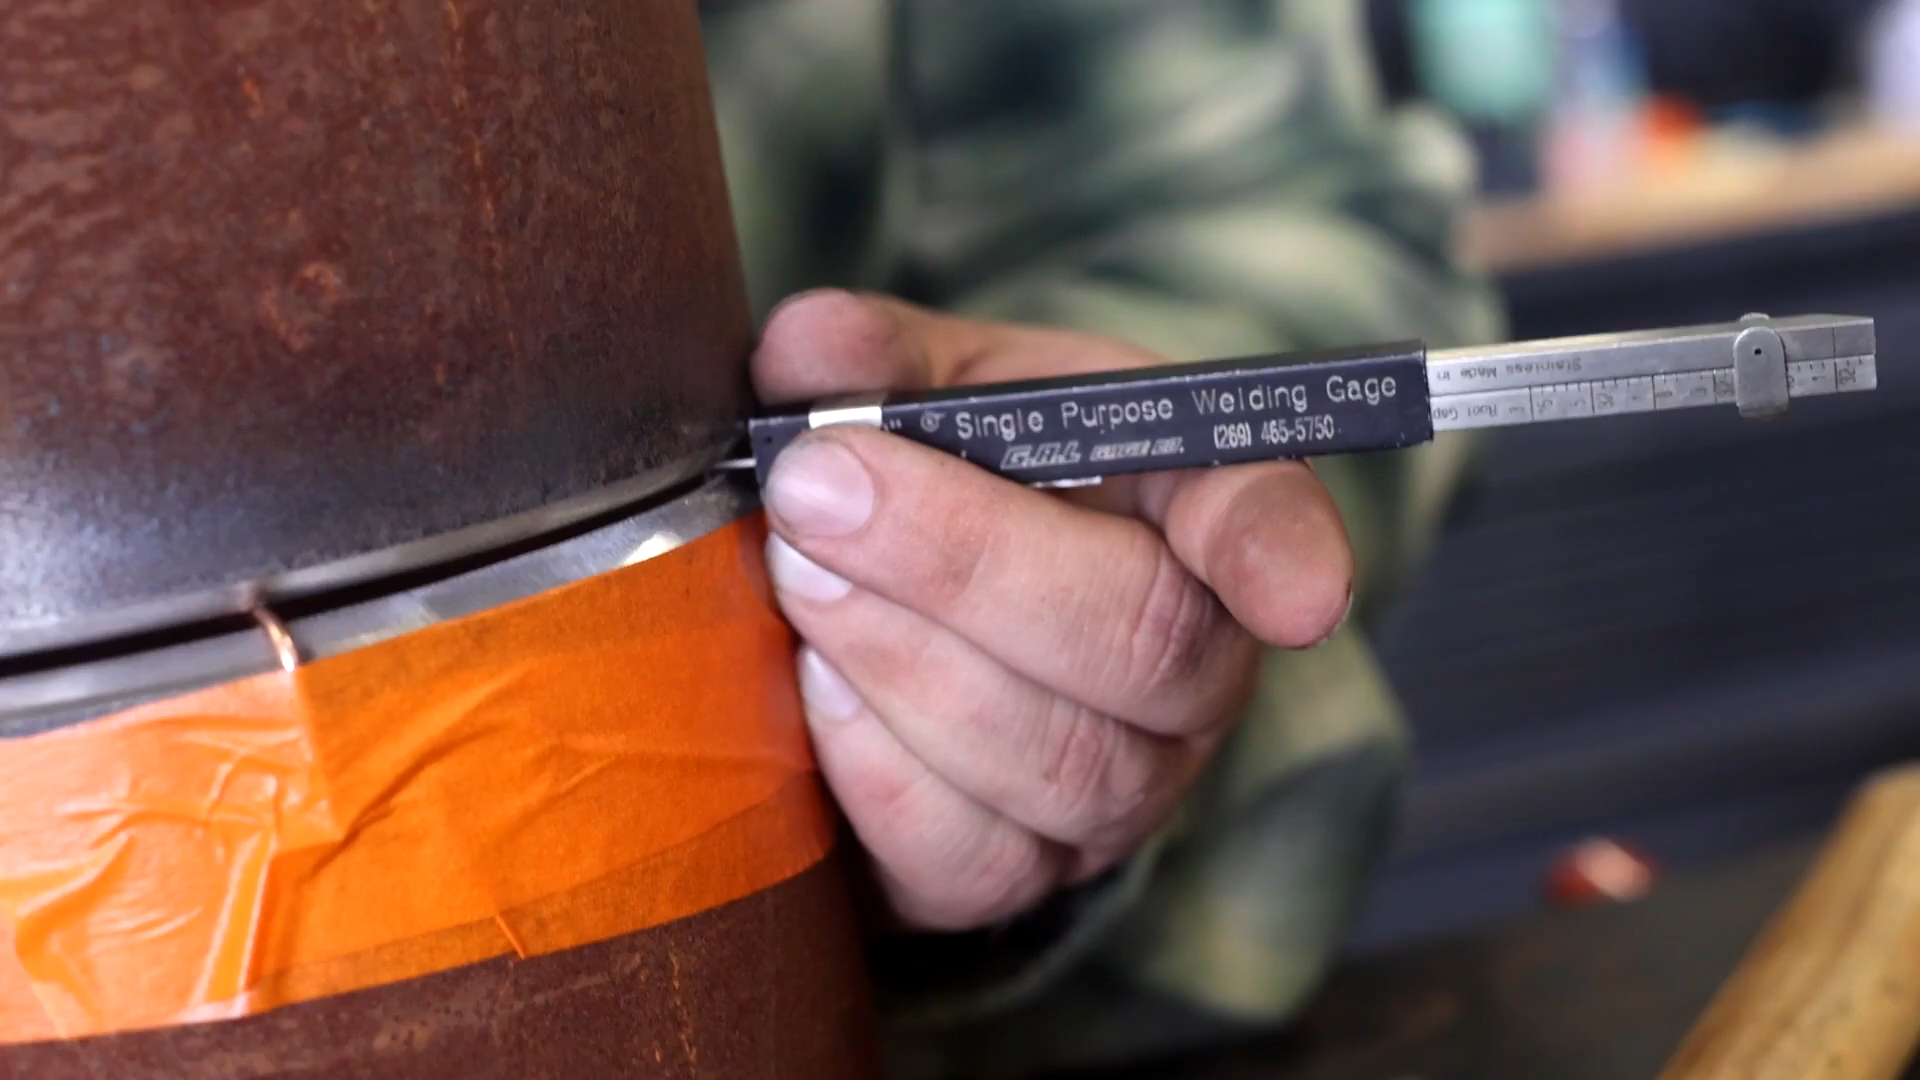 " ® Single Purpose Welding Gage
G.A.L GAGE CO. (269) 465-5750
Stainless Made in
Root Gap